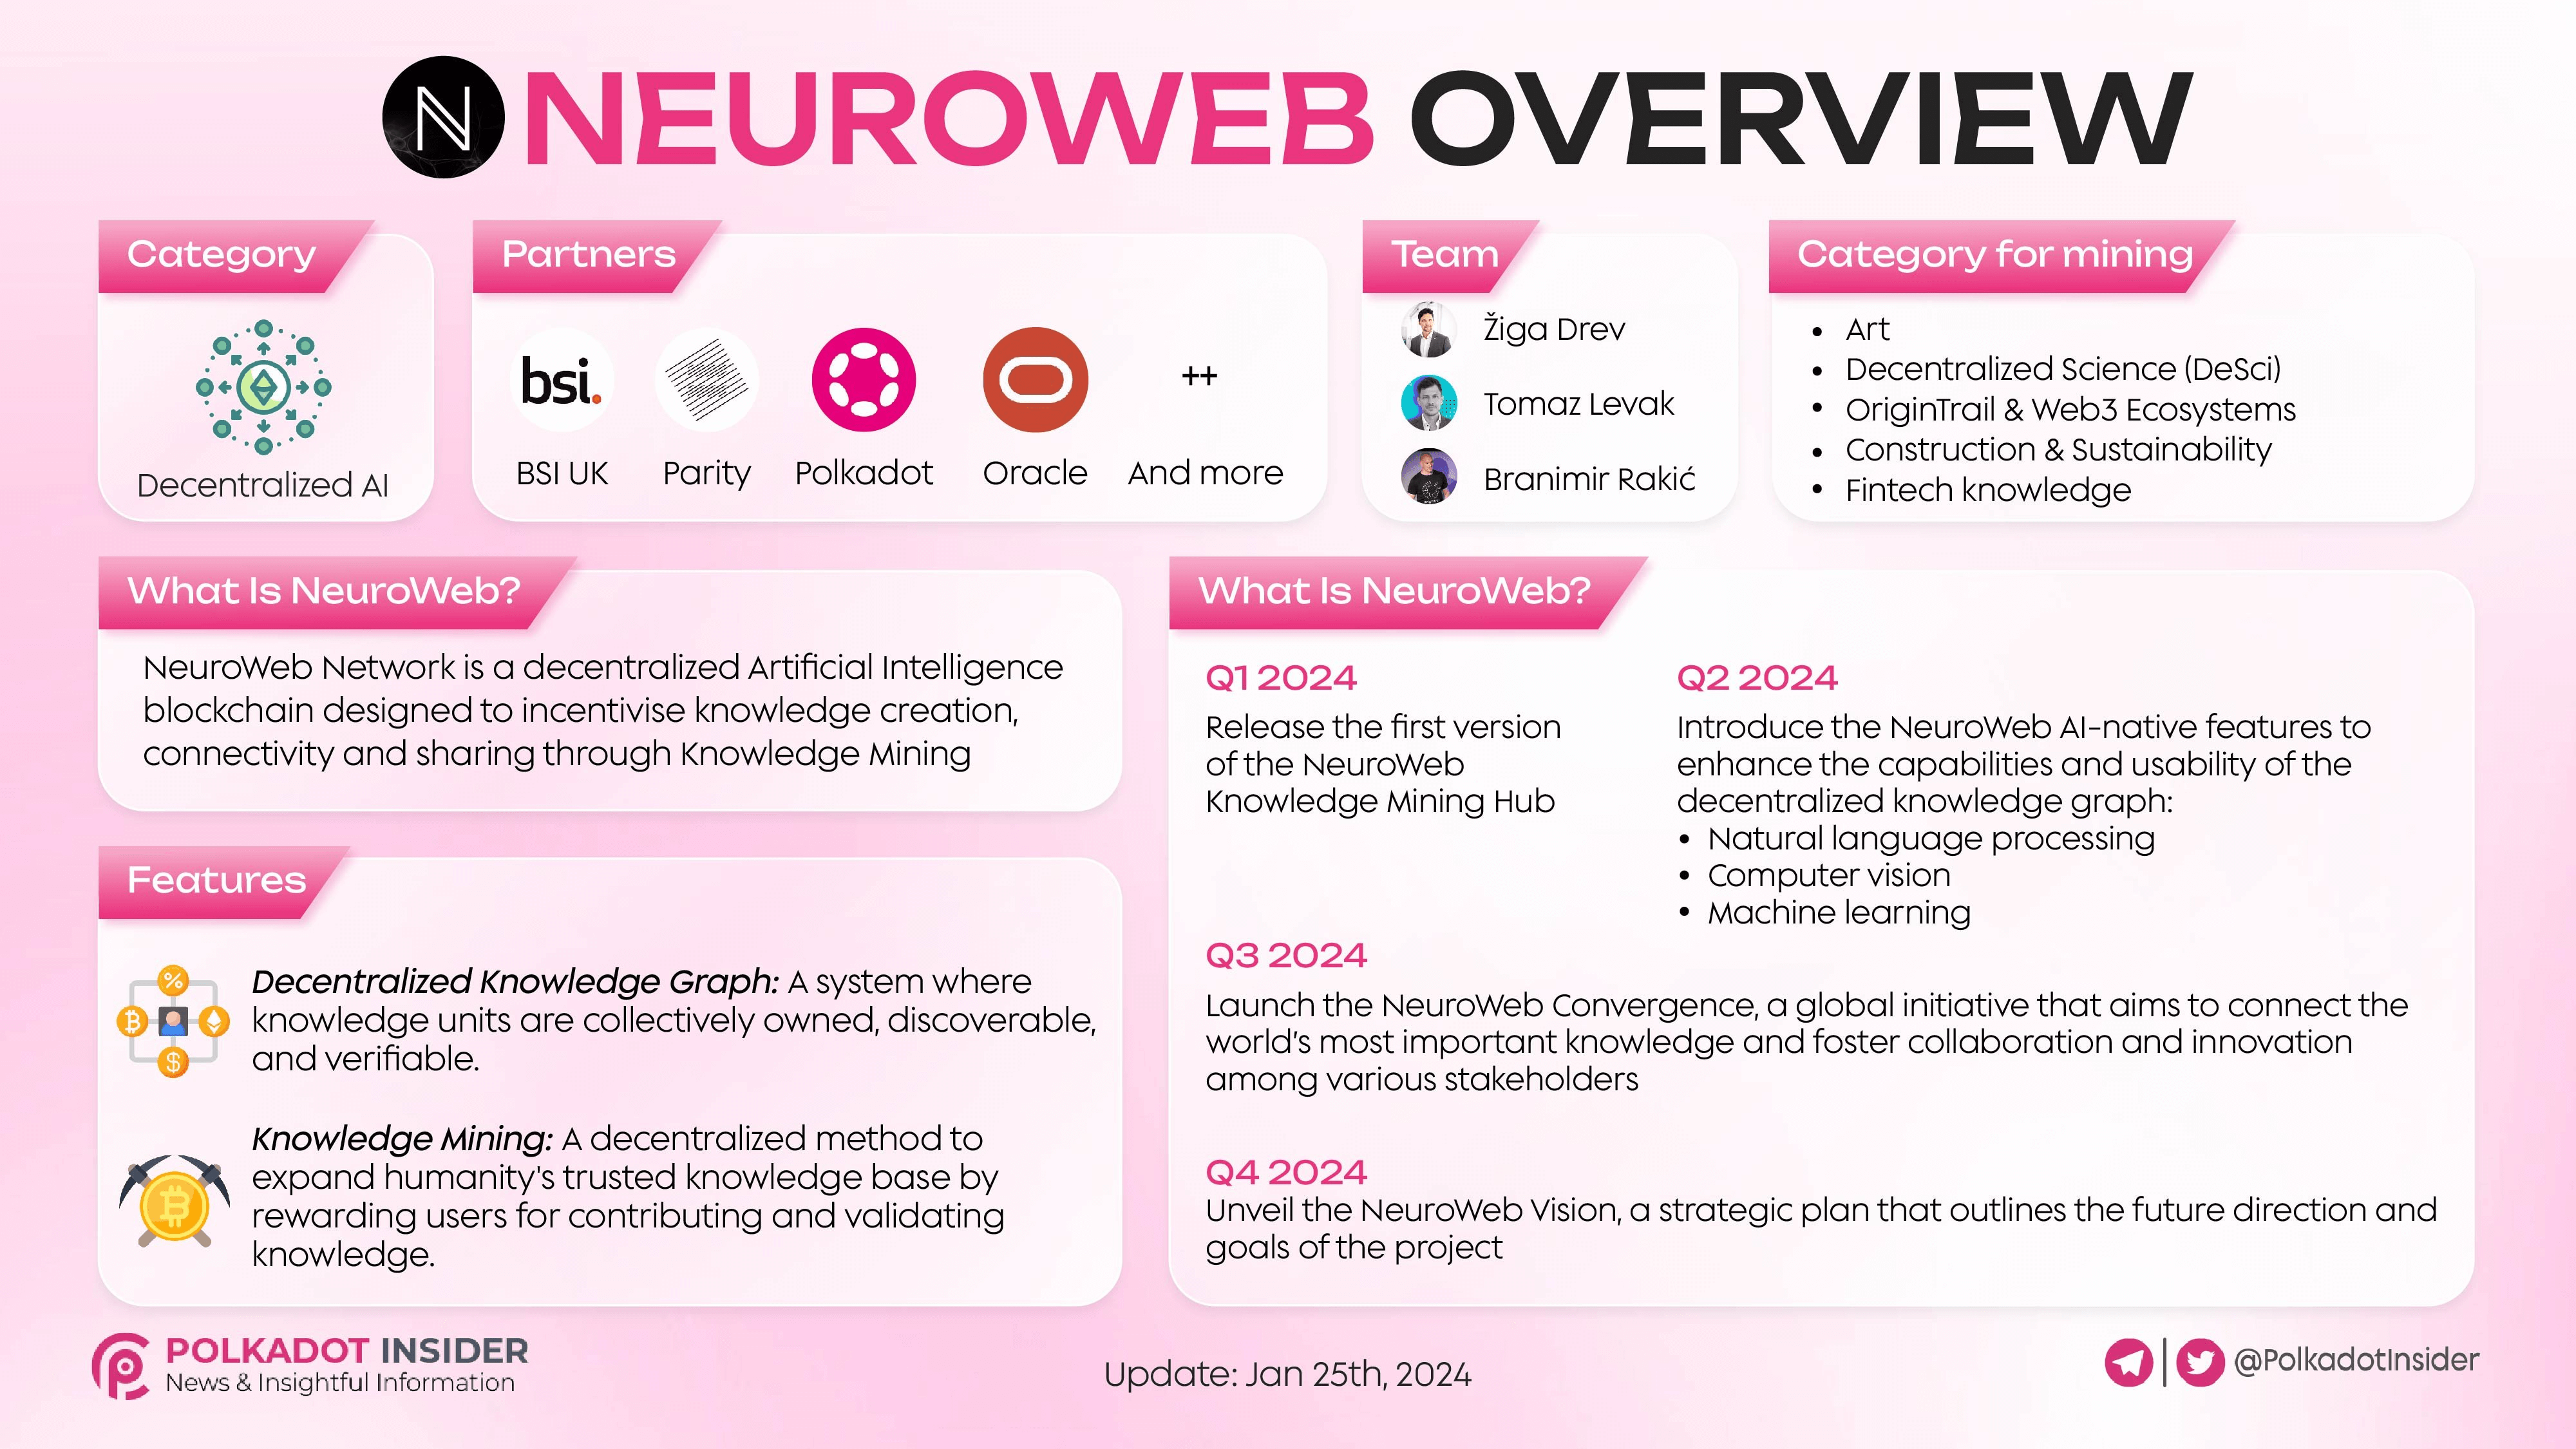 N NEUROWEB OVERVIEW
Category
Decentralized AI
Partners
bsi.
++
BSI UK Parity Polkadot Oracle And more
Team
Žiga Drev
Tomaz Levak
Branimir Rakić
Category for mining
• Art
• Decentralized Science (DeSci)
• OriginTrail & Web3 Ecosystems
• Construction & Sustainability
• Fintech knowledge
What Is NeuroWeb?
NeuroWeb Network is a decentralized Artificial Intelligence
blockchain designed to incentivise knowledge creation,
connectivity and sharing through Knowledge Mining
Features
Decentralized Knowledge Graph: A system where
knowledge units are collectively owned, discoverable,
and verifiable.
Knowledge Mining: A decentralized method to
expand humanity's trusted knowledge base by
rewarding users for contributing and validating
knowledge.
What Is NeuroWeb?
Q1 2024
Release the first version
of the NeuroWeb
Knowledge Mining Hub
Q2 2024
Introduce the NeuroWeb AI-native features to
enhance the capabilities and usability of the
decentralized knowledge graph:
• Natural language processing
• Computer vision
• Machine learning
Q3 2024
Launch the NeuroWeb Convergence, a global initiative that aims to connect the
world's most important knowledge and foster collaboration and innovation
among various stakeholders
Q4 2024
Unveil the NeuroWeb Vision, a strategic plan that outlines the future direction and
goals of the project
POLKADOT INSIDER
News & Insightful Information
Update: Jan 25th, 2024
@PolkadotInsider